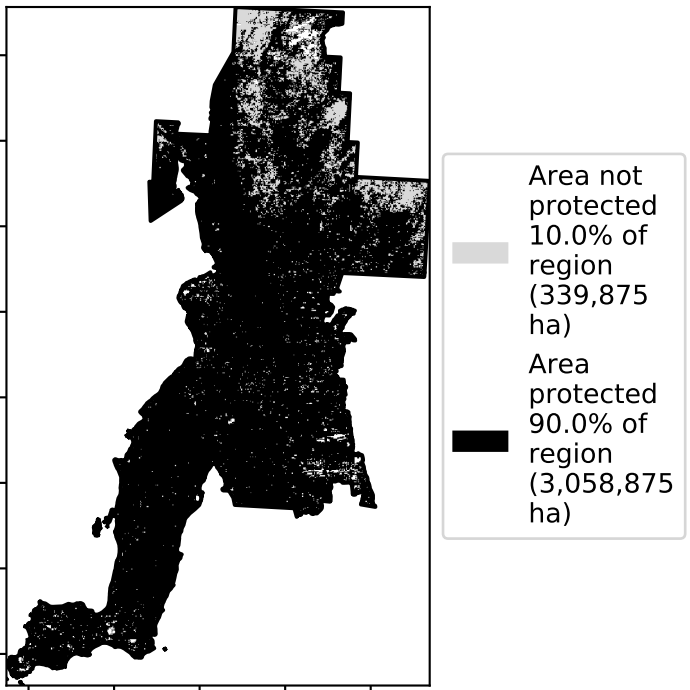 Area not
protected
10.0% of
region
(339,875
ha)
Area
protected
90.0% of
region
(3,058,875
ha)